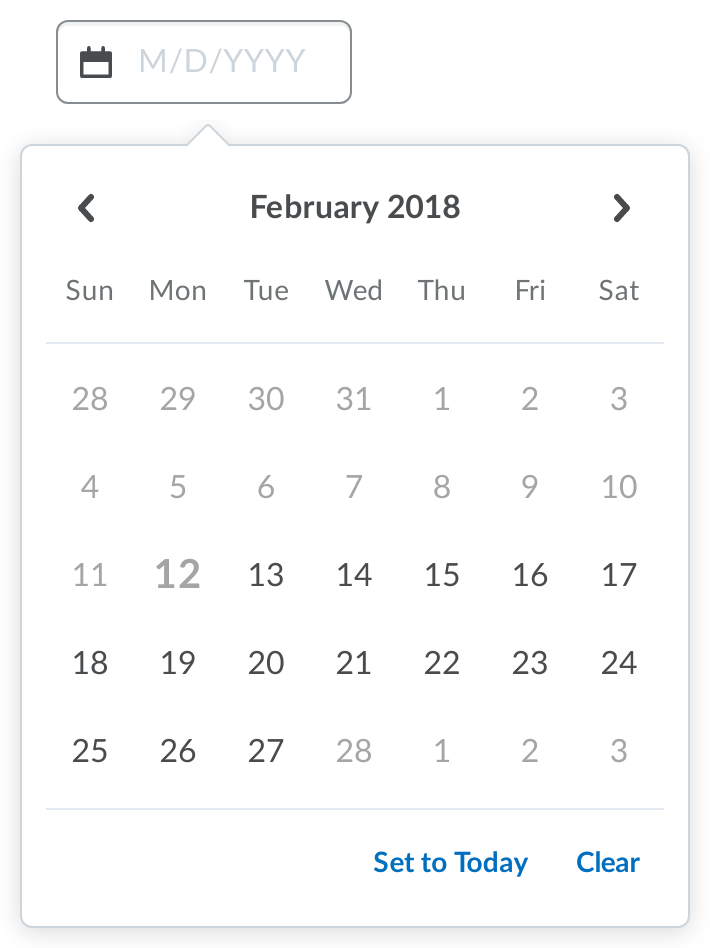 M/D/YYYY
February 2018
Sun Mon Tue Wed Thu Fri Sat
28 29 30 31 1 2 3
4 5 6 7 8 9 10
11 12 13 14 15 16 17
18 19 20 21 22 23 24
25 26 27 28 1 2 3
Set to Today Clear